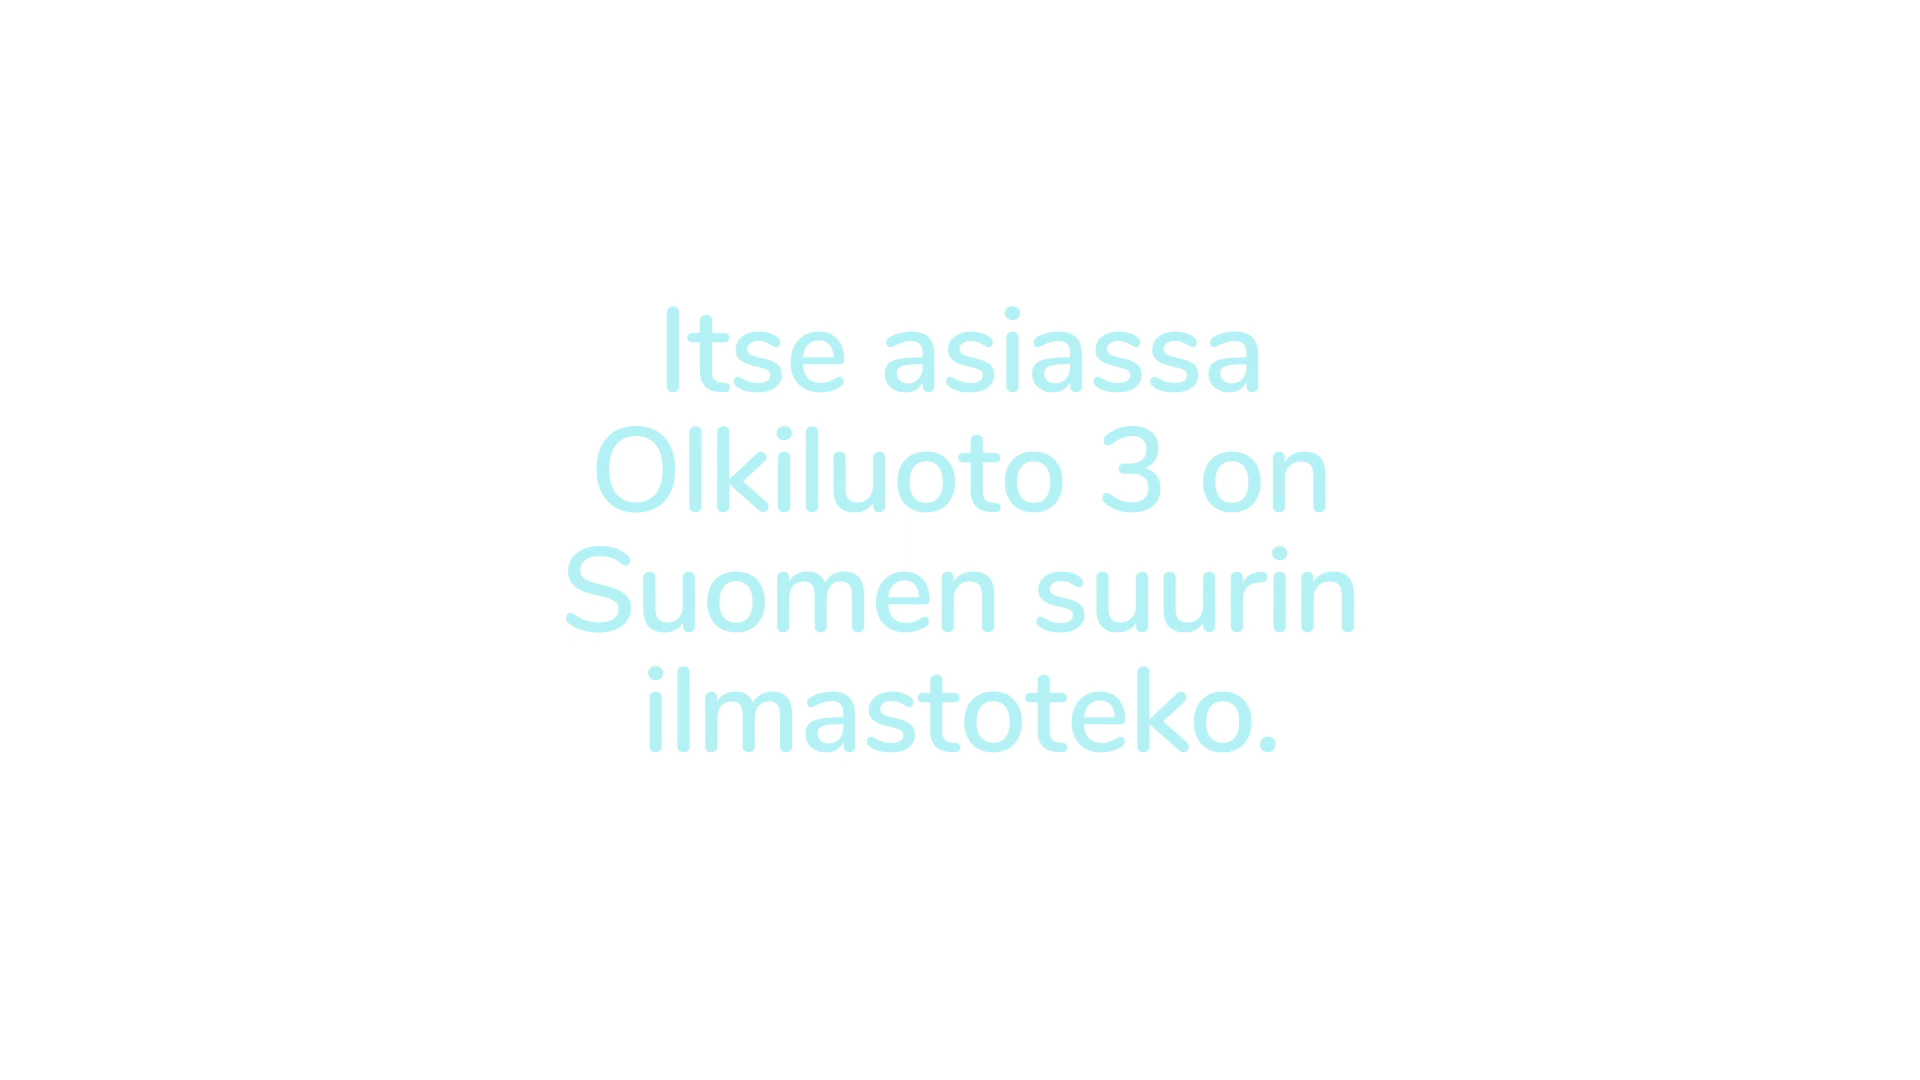 Itse asiassa
Olkiluoto 3 on
Suomen suurin
ilmastoteko.